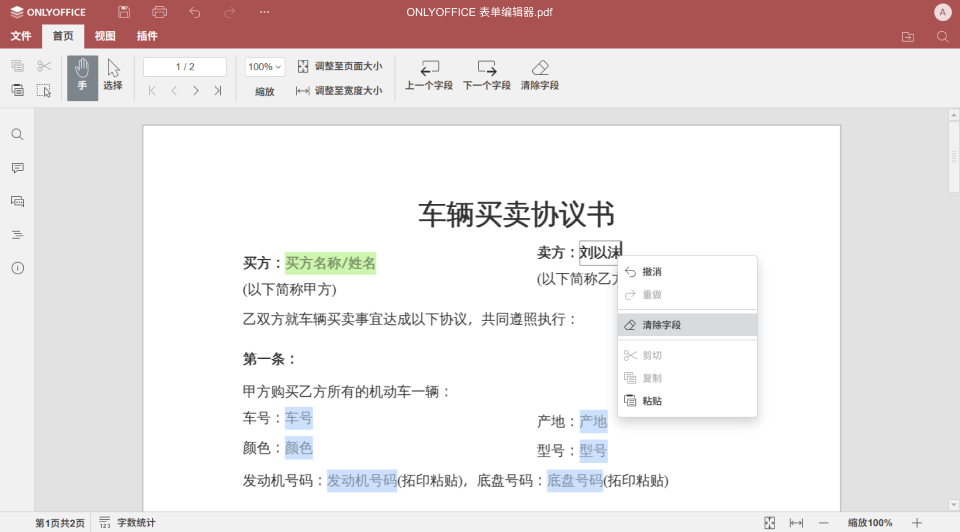 ONLYOFFICE
ONLYOFFICE 表单编辑器.pdf
A
文件 首页 视图 插件
手
选择
1 / 2
100%
缩放
调整至页面大小
调整至宽度大小
上一个字段
下一个字段
清除字段
车辆买卖协议书
买方：买方名称/姓名
卖方：刘以沫
(以下简称甲方)
(以下简称乙方
乙双方就车辆买卖事宜达成以下协议，共同遵照执行：
第一条：
甲方购买乙方所有的机动车一辆：
车号：车号
产地：产地
颜色：颜色
型号：型号
发动机号码：发动机号码(拓印粘贴)，底盘号码：底盘号码(拓印粘贴)
撤消
重做
清除字段
剪切
复制
粘贴
第1页共2页
123
字数统计
缩放100%